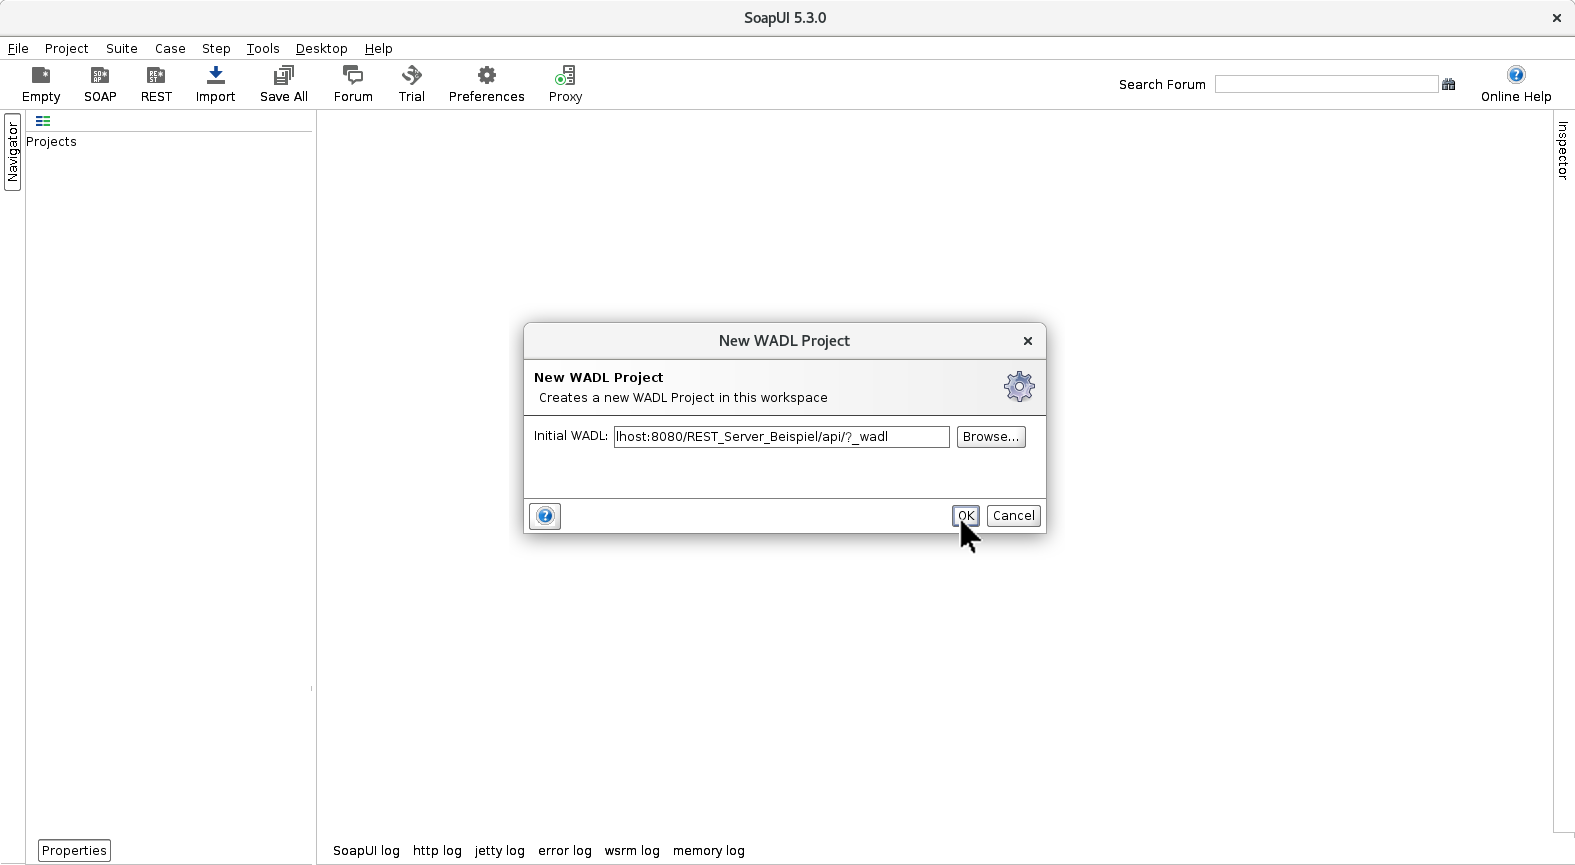 SoapUI 5.3.0
File Project Suite Case Step Tools Desktop Help
Empty SOAP REST Import Save All Forum Trial Preferences Proxy Search Forum Online Help
Navigator
Projects
Inspector
New WADL Project
New WADL Project
Creates a new WADL Project in this workspace
Initial WADL: lhost:8080/REST_Server_Beispiel/api/?_wadl Browse...
OK Cancel
Properties
SoapUI log http log jetty log error log wsrm log memory log